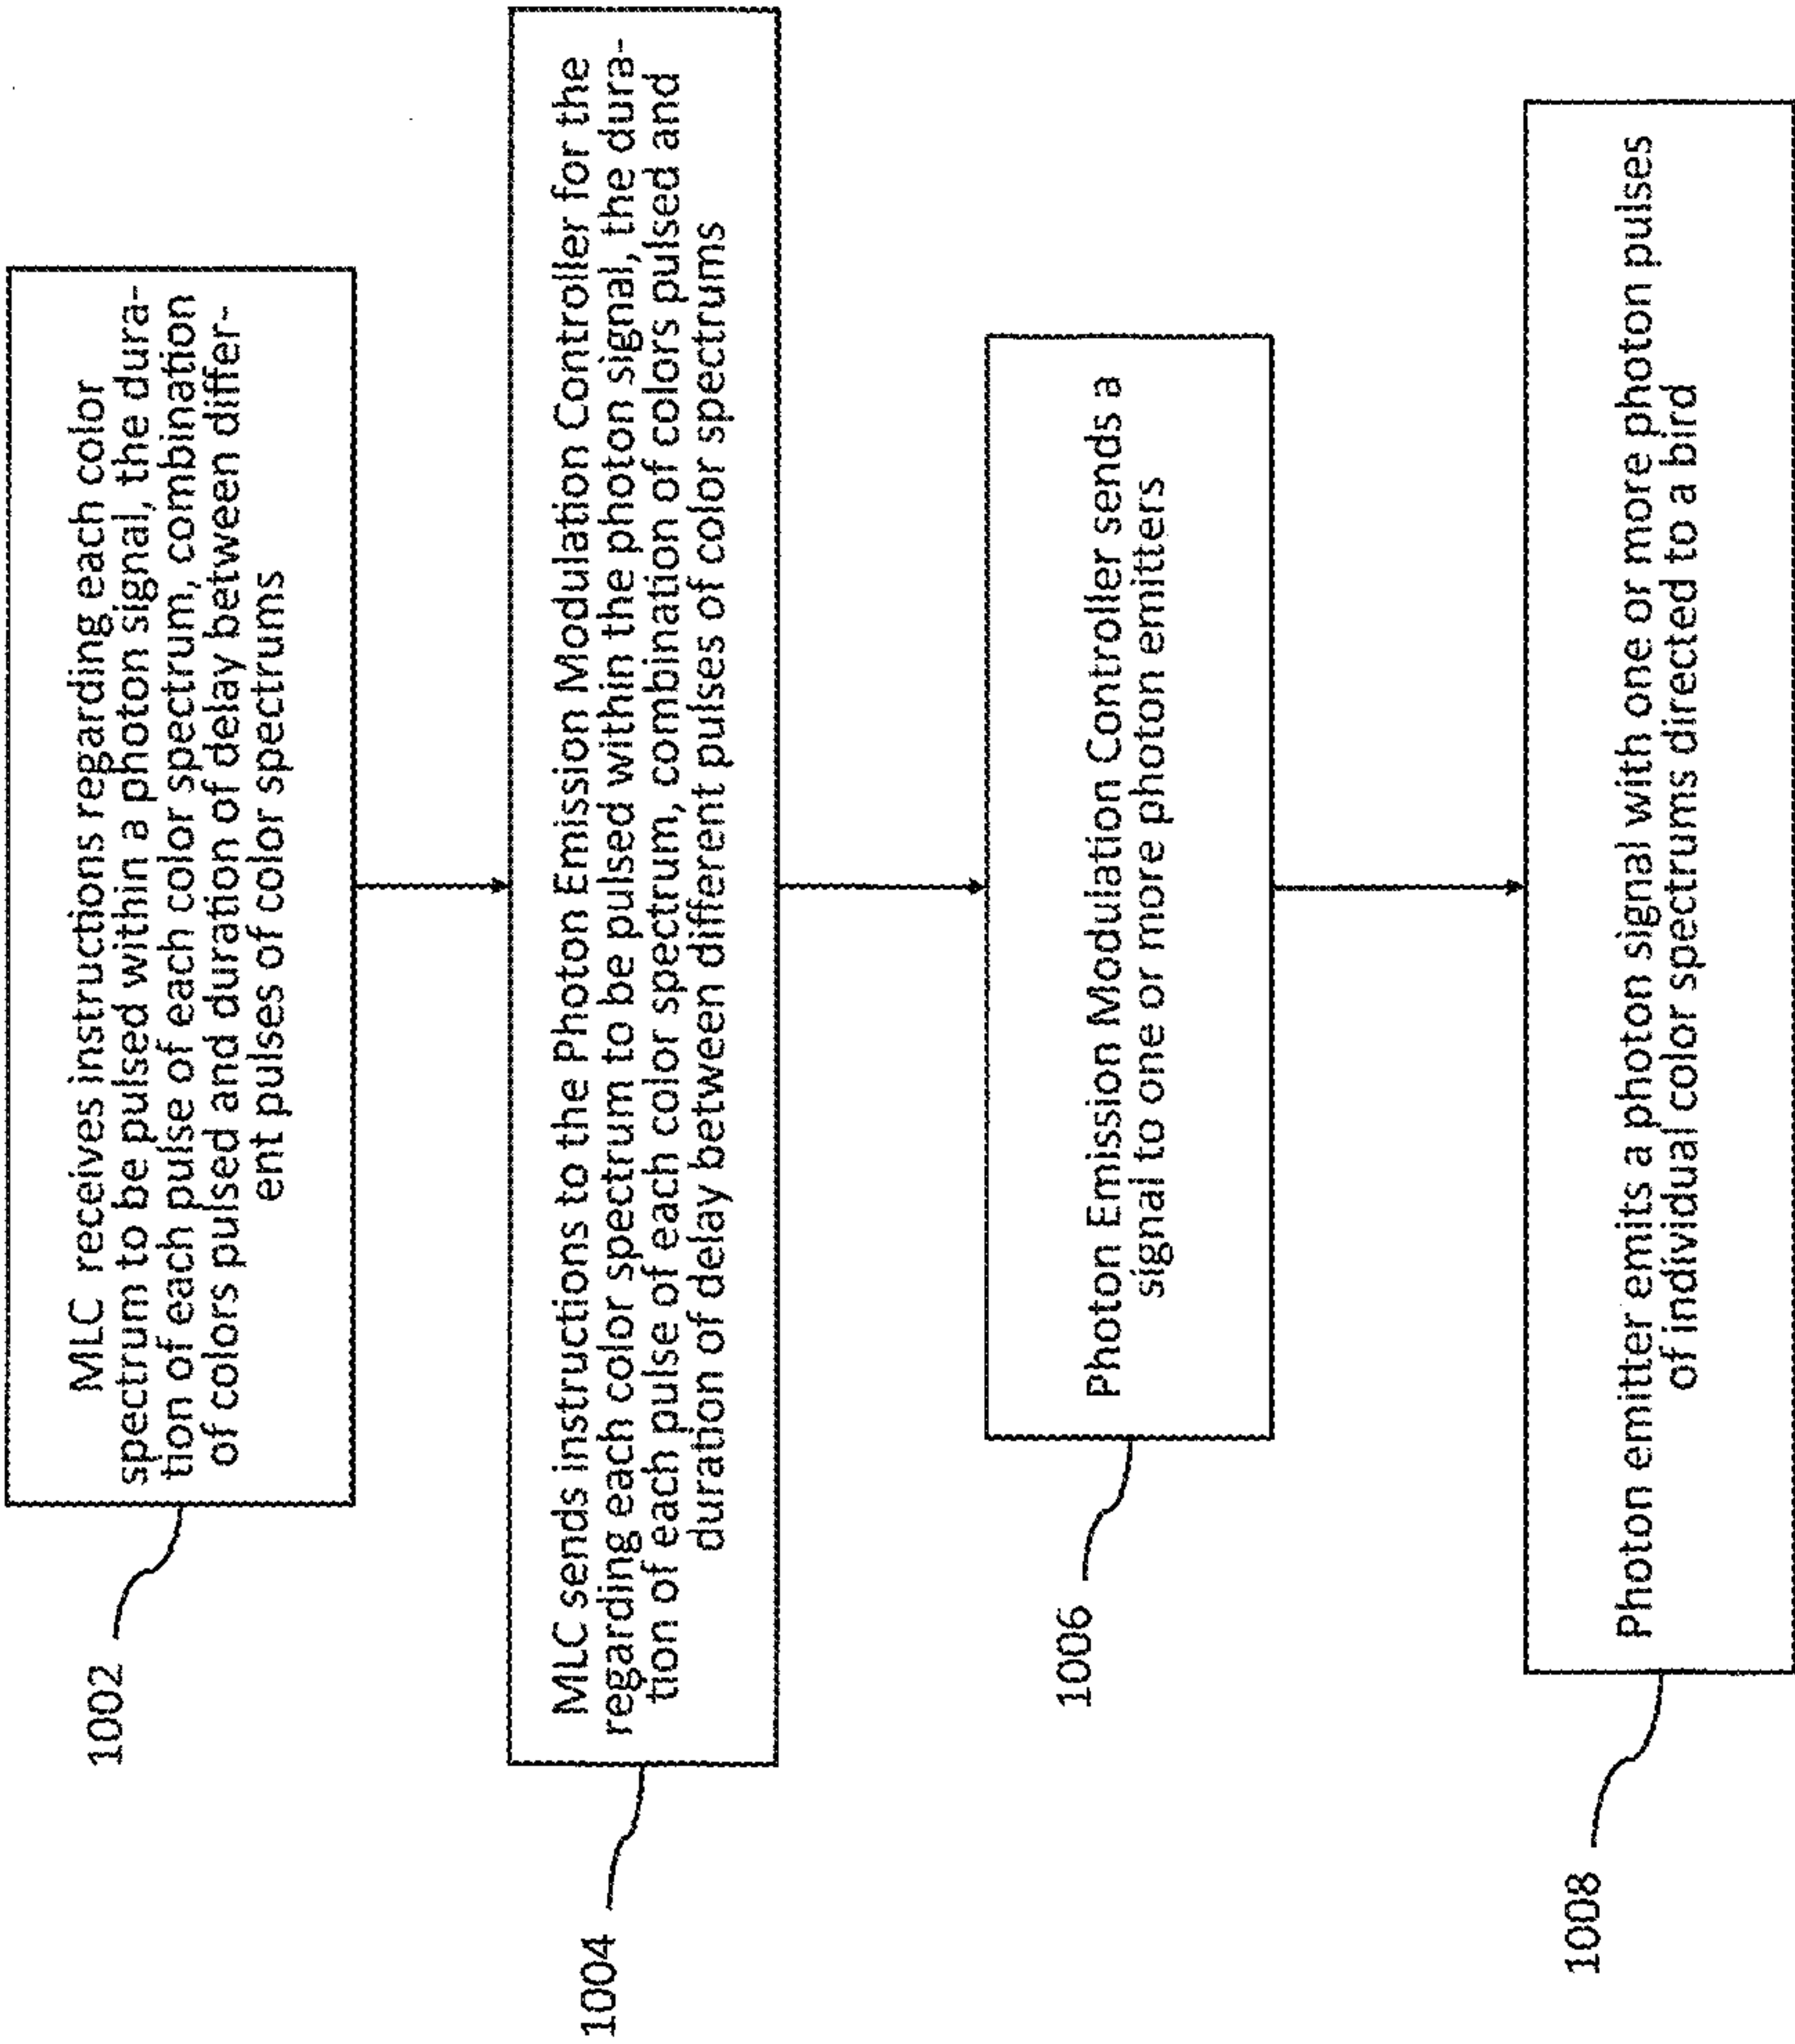 MLC receives instructions regarding each color
spectrum to be pulsed within a photon signal, the dura-
tion of each pulse of each color spectrum, combination
of colors pulsed and duration of delay between differ-
ent pulses of color spectrums
1002
MLC sends instructions to the Photon Emission Modulation Controller for the
regarding each color spectrum to be pulsed within the photon signal, the dura-
tion of each pulse of each color spectrum, combination of colors pulsed and
duration of delay between different pulses of color spectrums
1004
Photon Emission Modulation Controller sends a
signal to one or more photon emitters
1006
Photon emitter emits a photon signal with one or more photon pulses
of individual color spectrums directed to a bird
1008